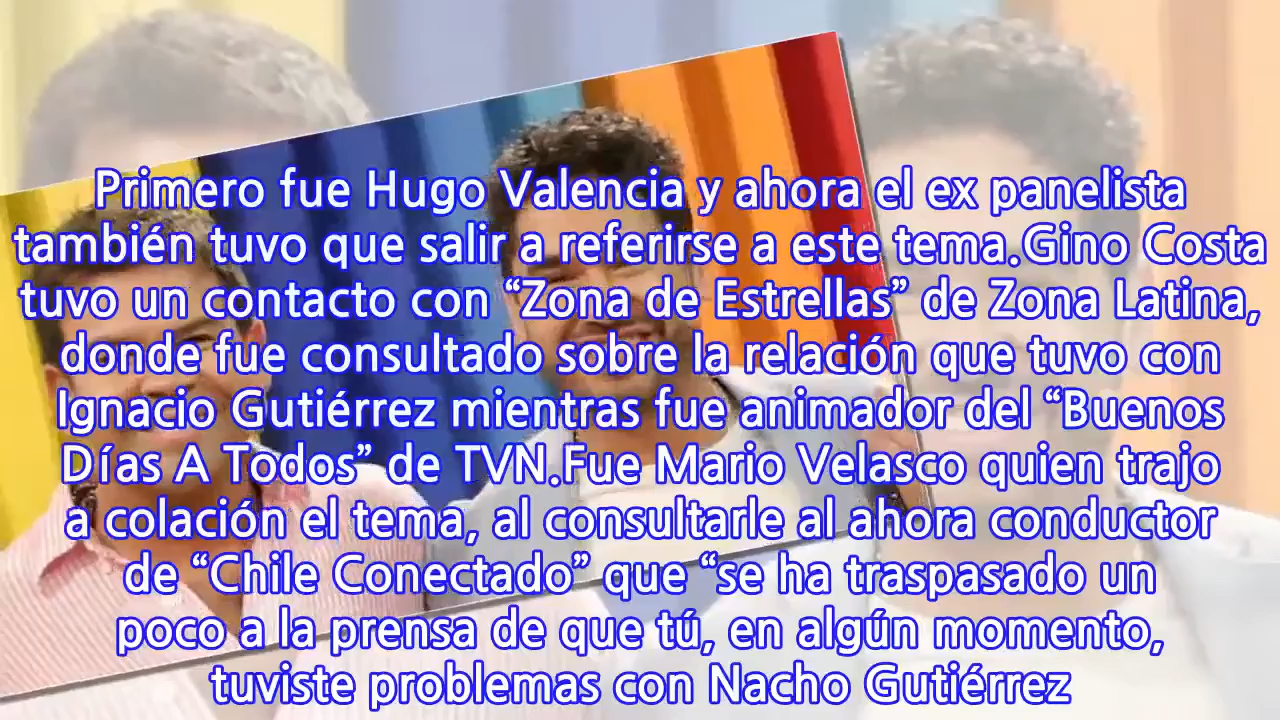 Primero fue Hugo Valencia y ahora el ex panelista
también tuvo que salir a referirse a este tema.Gino Costa
tuvo un contacto con “Zona de Estrellas” de Zona Latina,
donde fue consultado sobre la relación que tuvo con
Ignacio Gutiérrez mientras fue animador del “Buenos
Días A Todos” de TVN.Fue Mario Velasco quien trajo
a colación el tema, al consultarle al ahora conductor
de “Chile Conectado” que “se ha traspasado un
poco a la prensa de que tú, en algún momento,
tuviste problemas con Nacho Gutiérrez